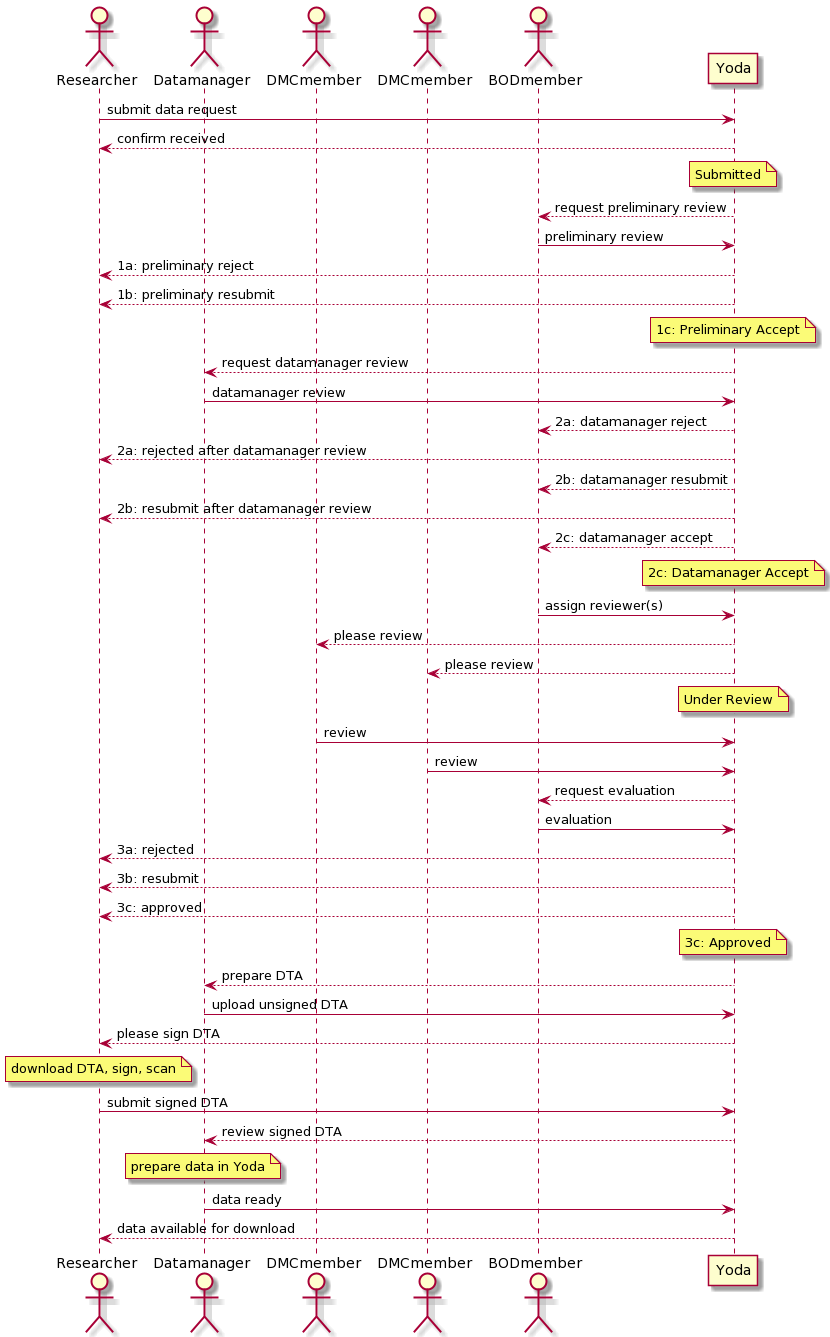 Researcher
Datamanager
DMCmember
DMCmember
BODmember
Yoda
submit data request
confirm received
Submitted
request preliminary review
preliminary review
1a: preliminary reject
1b: preliminary resubmit
1c: Preliminary Accept
request datamanager review
datamanager review
2a: datamanager reject
2a: rejected after datamanager review
2b: datamanager resubmit
2b: resubmit after datamanager review
2c: datamanager accept
2c: Datamanager Accept
assign reviewer(s)
please review
please review
Under Review
review
review
request evaluation
evaluation
3a: rejected
3b: resubmit
3c: approved
3c: Approved
prepare DTA
upload unsigned DTA
please sign DTA
download DTA, sign, scan
submit signed DTA
review signed DTA
prepare data in Yoda
data ready
data available for download
Researcher
Datamanager
DMCmember
DMCmember
BODmember
Yoda